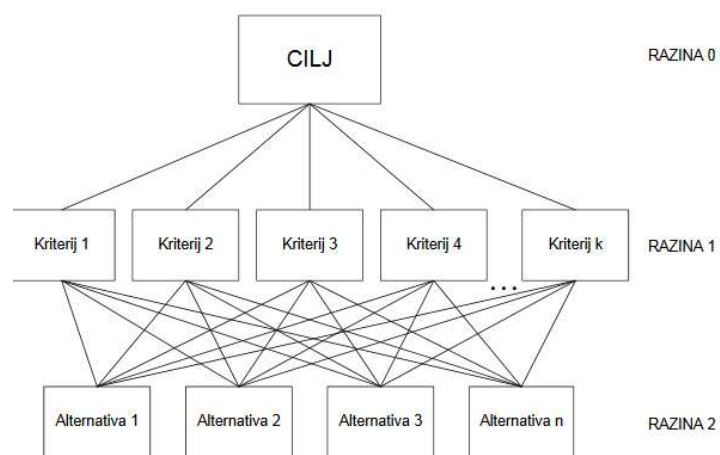 CILJ
RAZINA 0
Kriterij 1
Kriterij 2
Kriterij 3
Kriterij 4
...
Kriterij k
RAZINA 1
Alternativa 1
Alternativa 2
Alternativa 3
Alternativa n
RAZINA 2